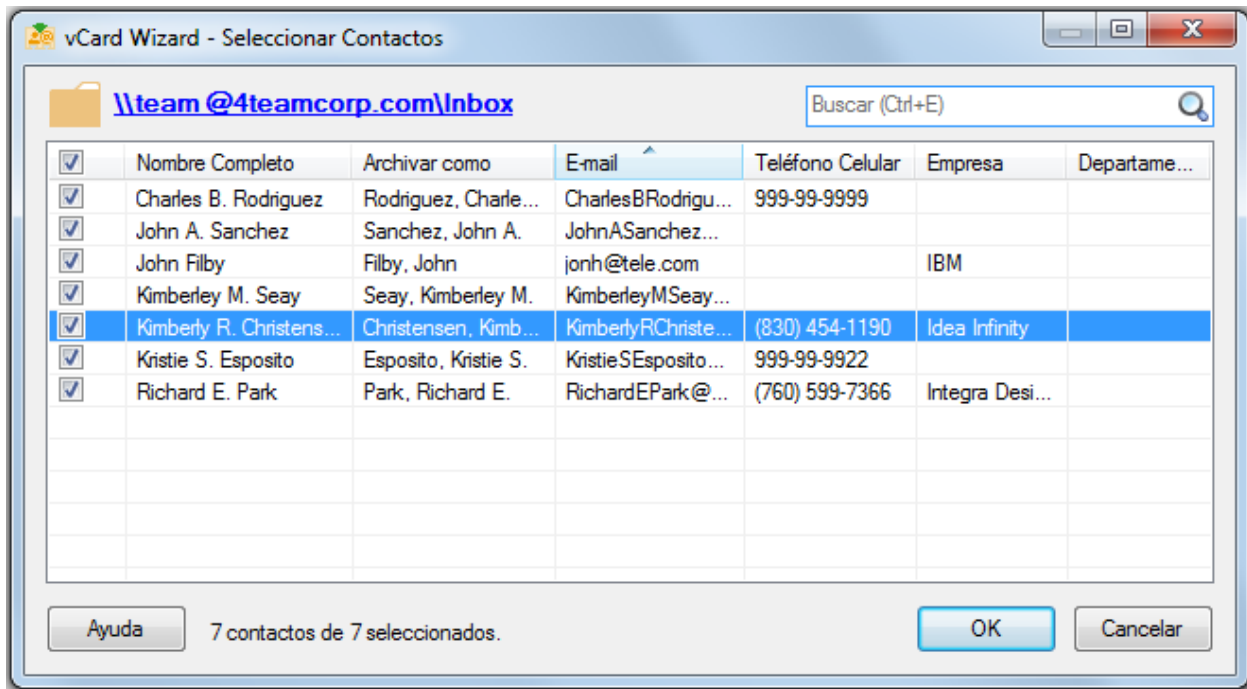 vCard Wizard - Seleccionar Contactos
\\team @4teamcorp.com\Inbox
Buscar (Ctrl+E)
Nombre Completo Archivar como E-mail Teléfono Celular Empresa Departame...
Charles B. Rodriguez Rodriguez, Charle... CharlesBRodrigu... 999-99-9999
John A. Sanchez Sanchez, John A. JohnASanchez...
John Filby Filby, John jonh@tele.com IBM
Kimberley M. Seay Seay, Kimberley M. KimberleyMSeay...
Kimberly R. Christens... Christensen, Kimb... KimberlyRChriste... (830) 454-1190 Idea Infinity
Kristie S. Esposito Esposito, Kristie S. KristieSEsposito... 999-99-9922
Richard E. Park Park, Richard E. RichardEPark@... (760) 599-7366 Integra Desi...
Ayuda 7 contactos de 7 seleccionados. OK Cancelar